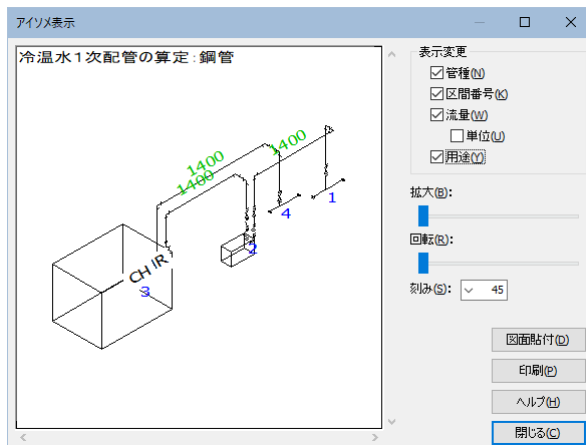 アイソメ表示
冷温水1次配管の算定:鋼管
1400
1400
1400
1
4
2
CH IR
3
表示変更
管種(N)
区間番号(K)
流量(W)
単位(U)
用途(Y)
拡大(B):
回転(R):
刻み(S):
45
図面貼付(D)
印刷(P)
ヘルプ(H)
閉じる(C)